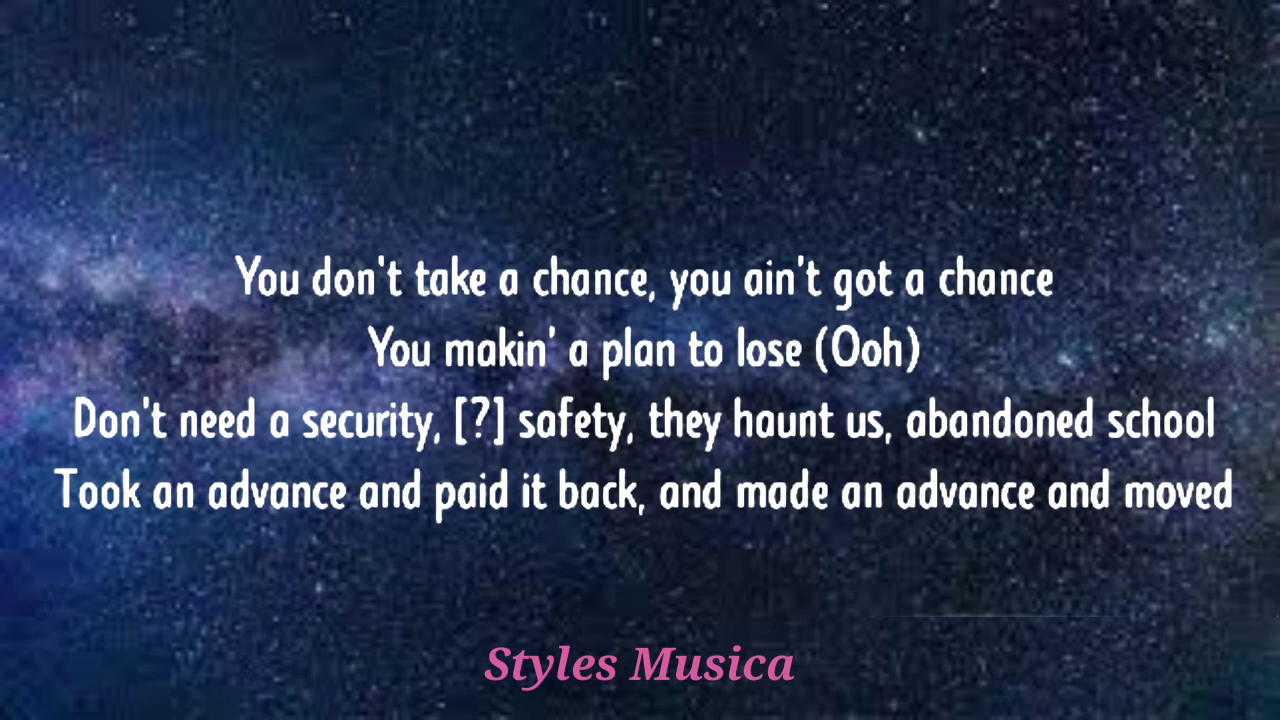 You don't take a chance, you ain't got a chance
You makin' a plan to lose (Ooh)
Don't need a security, [?] safety, they haunt us, abandoned school
Took an advance and paid it back, and made an advance and moved
Styles Musica